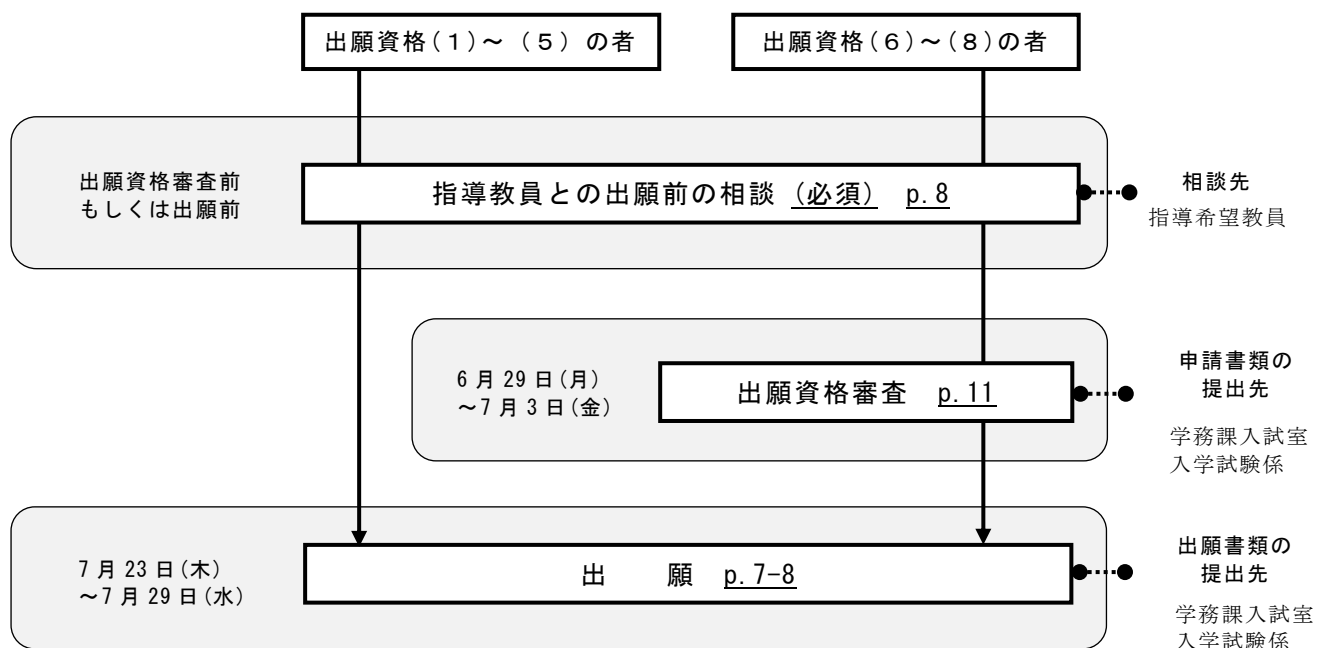 出願資格(1)～(5)の者
出願資格(6)～(8)の者
出願資格審査前
もしくは出願前
指導教員との出願前の相談 (必須) p.8
相談先
指導希望教員
6月29日(月)
～7月3日(金)
出願資格審査 p.11
申請書類の
提出先
学務課入試室
入学試験係
7月23日(木)
～7月29日(水)
出 願 p.7-8
出願書類の
提出先
学務課入試室
入学試験係